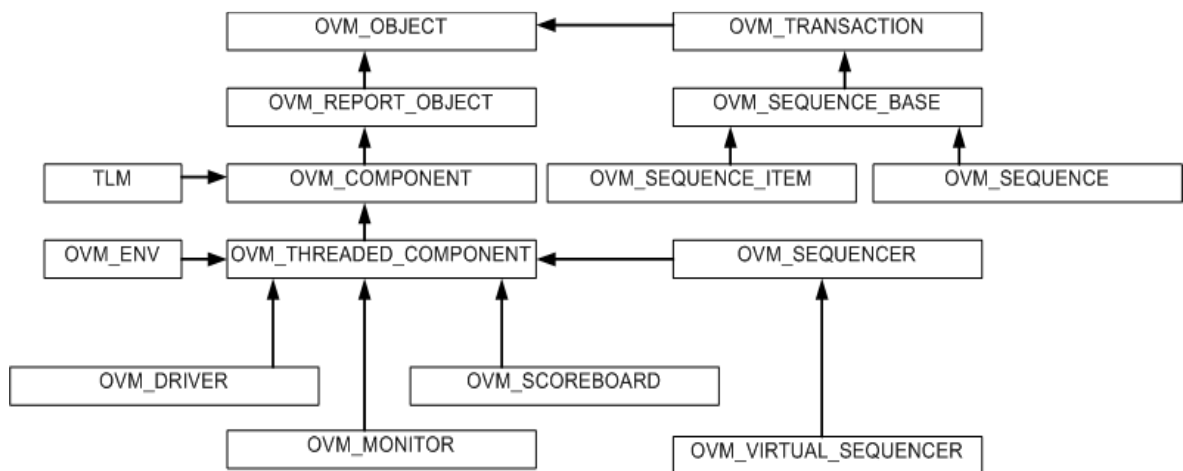 OVM_OBJECT
OVM_TRANSACTION
OVM_REPORT_OBJECT
OVM_SEQUENCE_BASE
TLM
OVM_COMPONENT
OVM_SEQUENCE_ITEM
OVM_SEQUENCE
OVM_ENV
OVM_THREADED_COMPONENT
OVM_SEQUENCER
OVM_DRIVER
OVM_SCOREBOARD
OVM_MONITOR
OVM_VIRTUAL_SEQUENCER